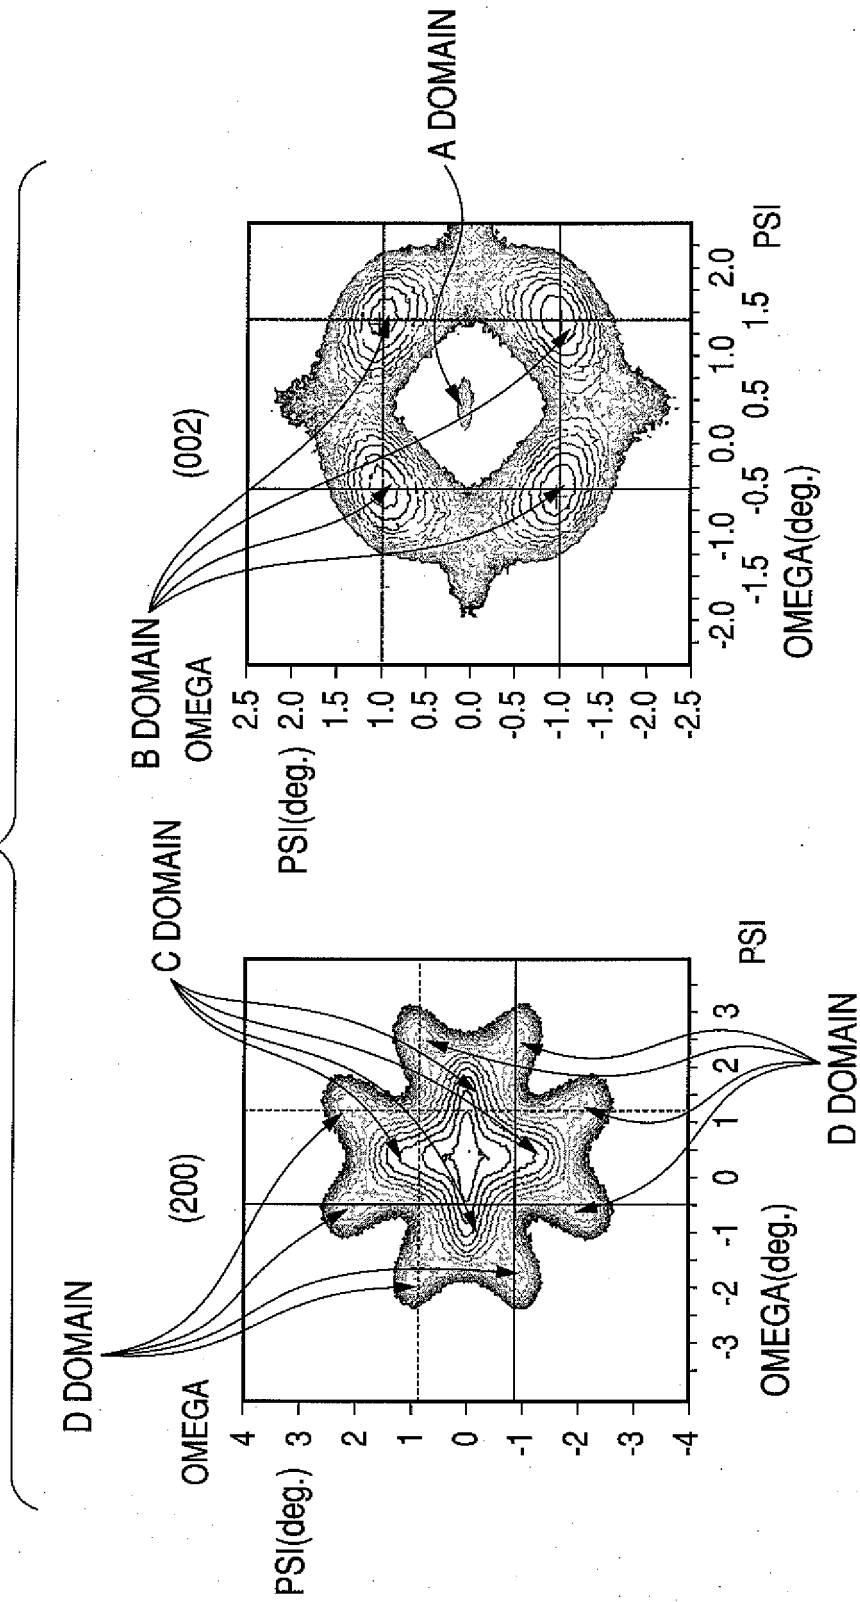 D DOMAIN
C DOMAIN
OMEGA
(200)
PSI(deg.)
4
3
2
1
0
-1
-2
-3
-4
-3
-2
-1
0
1
2
3
PSI
OMEGA(deg.)
D DOMAIN
B DOMAIN
OMEGA
(002)
A DOMAIN
PSI(deg.)
2.5
2.0
1.5
1.0
0.5
0.0
-0.5
-1.0
-1.5
-2.0
-2.5
-2.0
-1.5
-1.0
-0.5
0.0
0.5
1.0
1.5
2.0
PSI
OMEGA(deg.)